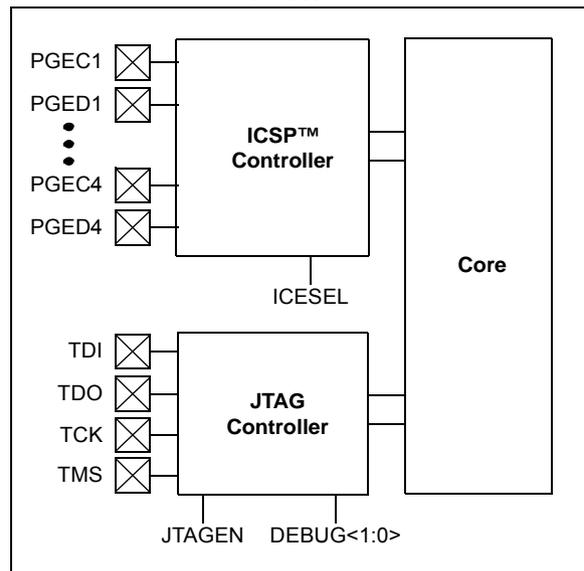 PGEC1
PGED1
PGEC4
PGED4
ICSP™
Controller
ICESEL
Core
TDI
TDO
TCK
TMS
JTAG
Controller
JTAGEN
DEBUG<1:0>